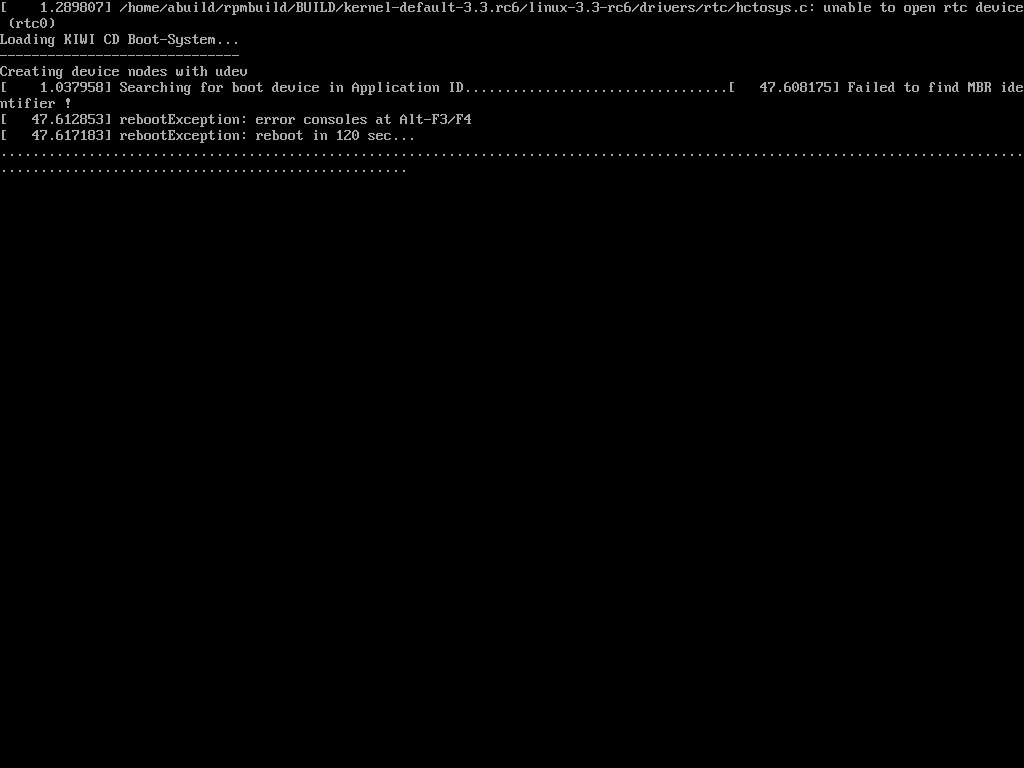 [    1.289807] /home/abuild/rpmbuild/BUILD/kernel-default-3.3.rc6/linux-3.3-rc6/drivers/rtc/hctosys.c: unable to open rtc device
 (rtc0)
Loading KIWI CD Boot-System...
------------------------------
Creating device nodes with udev
[    1.037958] Searching for boot device in Application ID.................................[   47.608175] Failed to find MBR ide
ntifier !
[   47.612853] rebootException: error consoles at Alt-F3/F4
[   47.617183] rebootException: reboot in 120 sec...
................................................................................................................................
...................................................